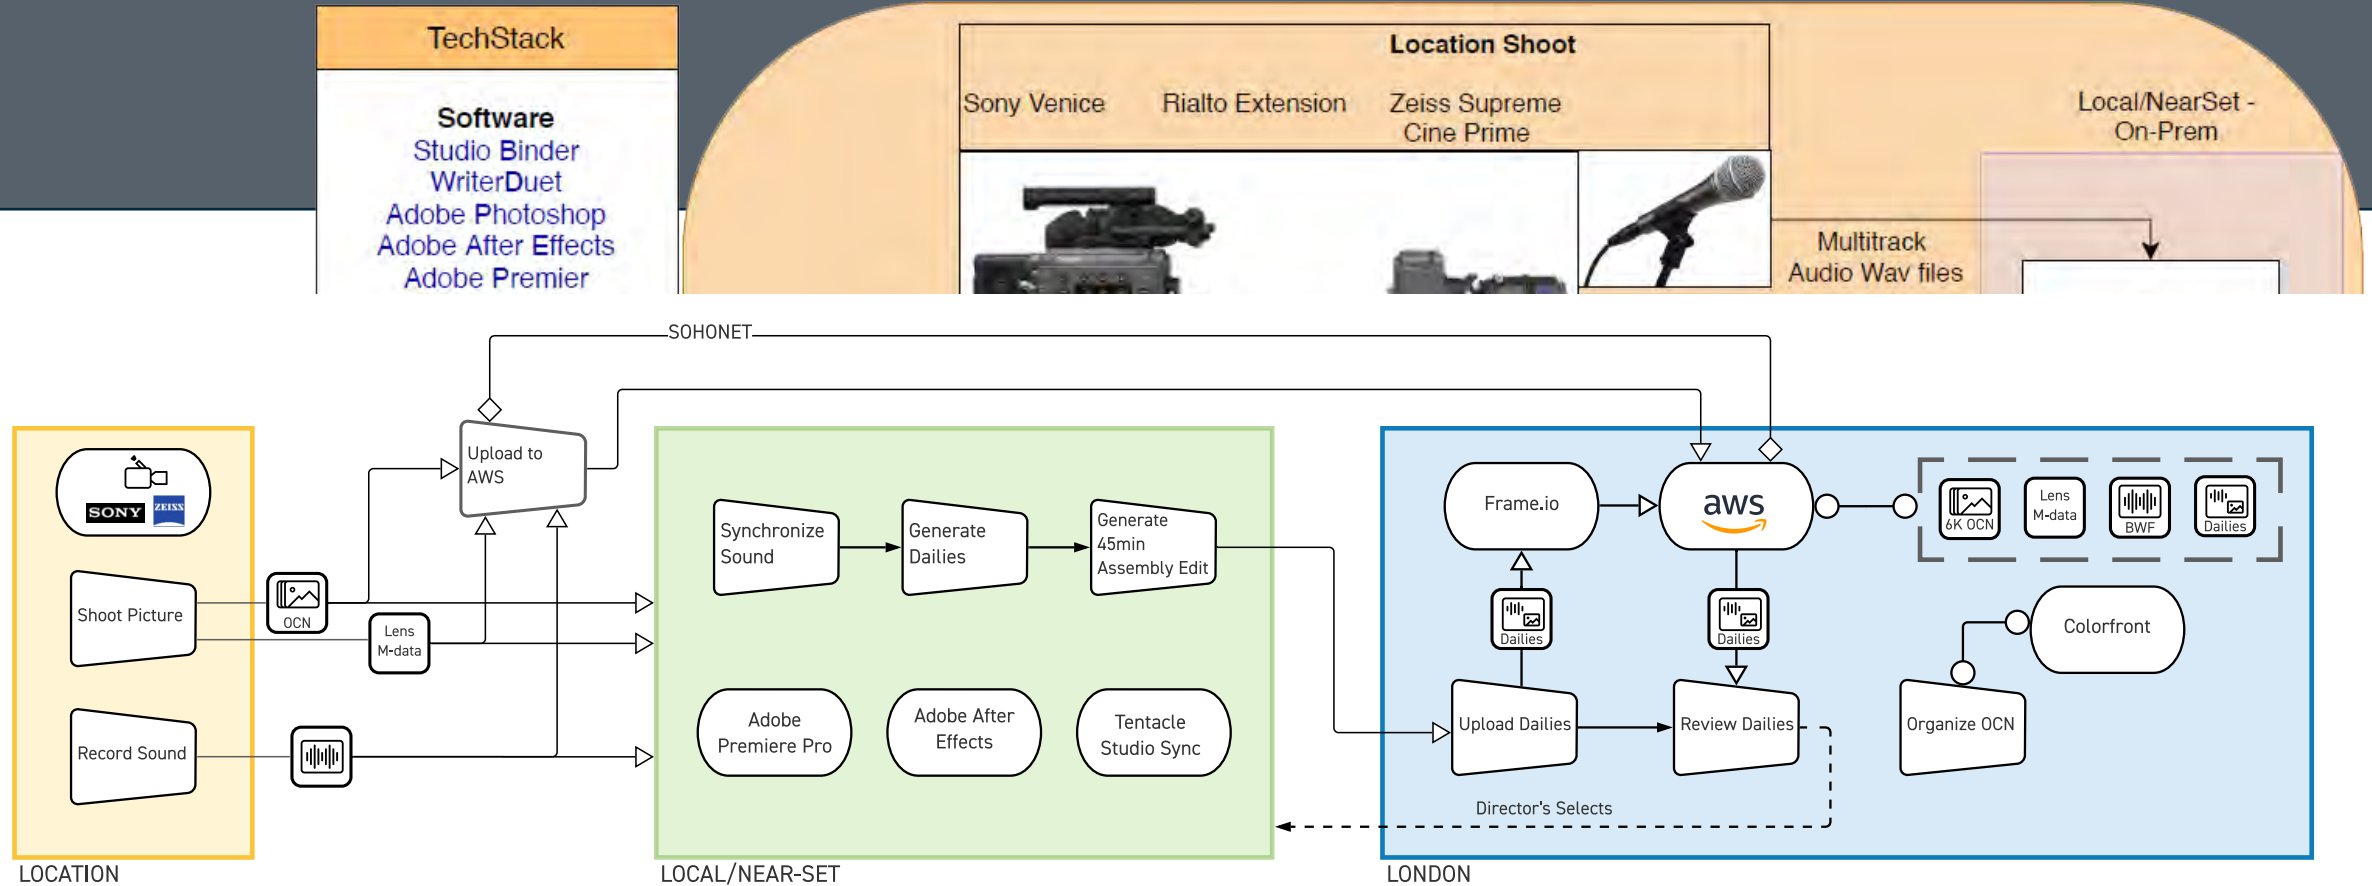 TechStack
Software
Studio Binder
WriterDuet
Adobe Photoshop
Adobe After Effects
Adobe Premier
Location Shoot
Sony Venice
Rialto Extension
Zeiss Supreme
Cine Prime
Local/NearSet -
On-Prem
Multitrack
Audio Wav files
SOHONET
Upload to
AWS
SONY
ZEISS
Shoot Picture
OCN
Lens
M-data
Record Sound
LOCATION
Synchronize
Sound
Generate
Dailies
Generate
45min
Assembly Edit
Adobe
Premiere Pro
Adobe After
Effects
Tentacle
Studio Sync
LOCAL/NEAR-SET
Frame.io
aws
6K OCN
Lens
M-data
BWF
Dailies
Dailies
Dailies
Colorfront
Upload Dailies
Review Dailies
Organize OCN
Director's Selects
LONDON